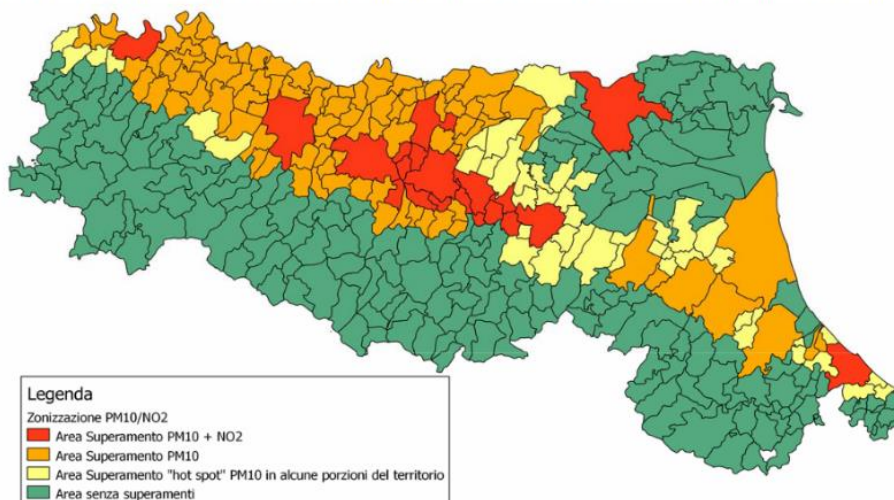 Legenda
Zonizzazione PM10/NO2
Area Superamento PM10 + NO2
Area Superamento PM10
Area Superamento "hot spot" PM10 in alcune porzioni del territorio
Area senza superamenti